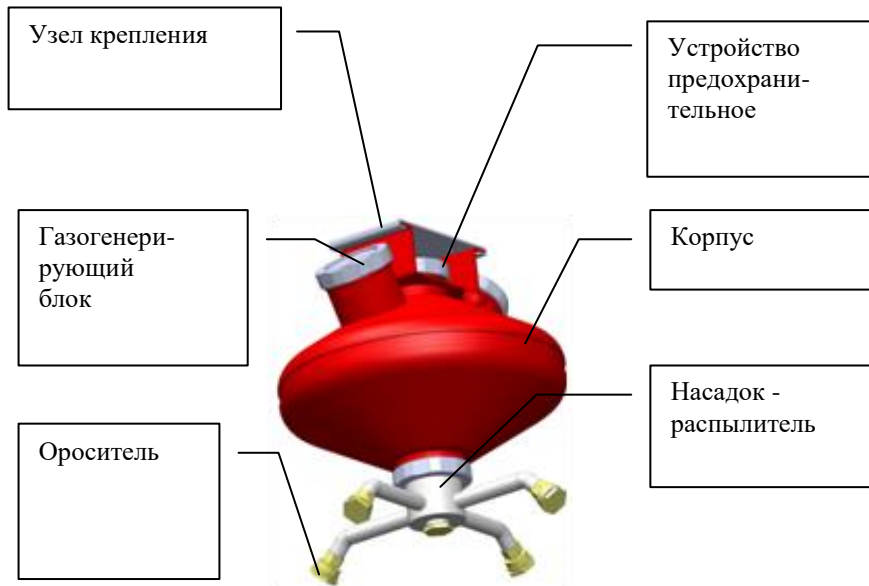 Узел крепления
Устройство
предохрани-
тельное
Газогенери-
рующий
блок
Корпус
Насадок -
распылитель
Ороситель